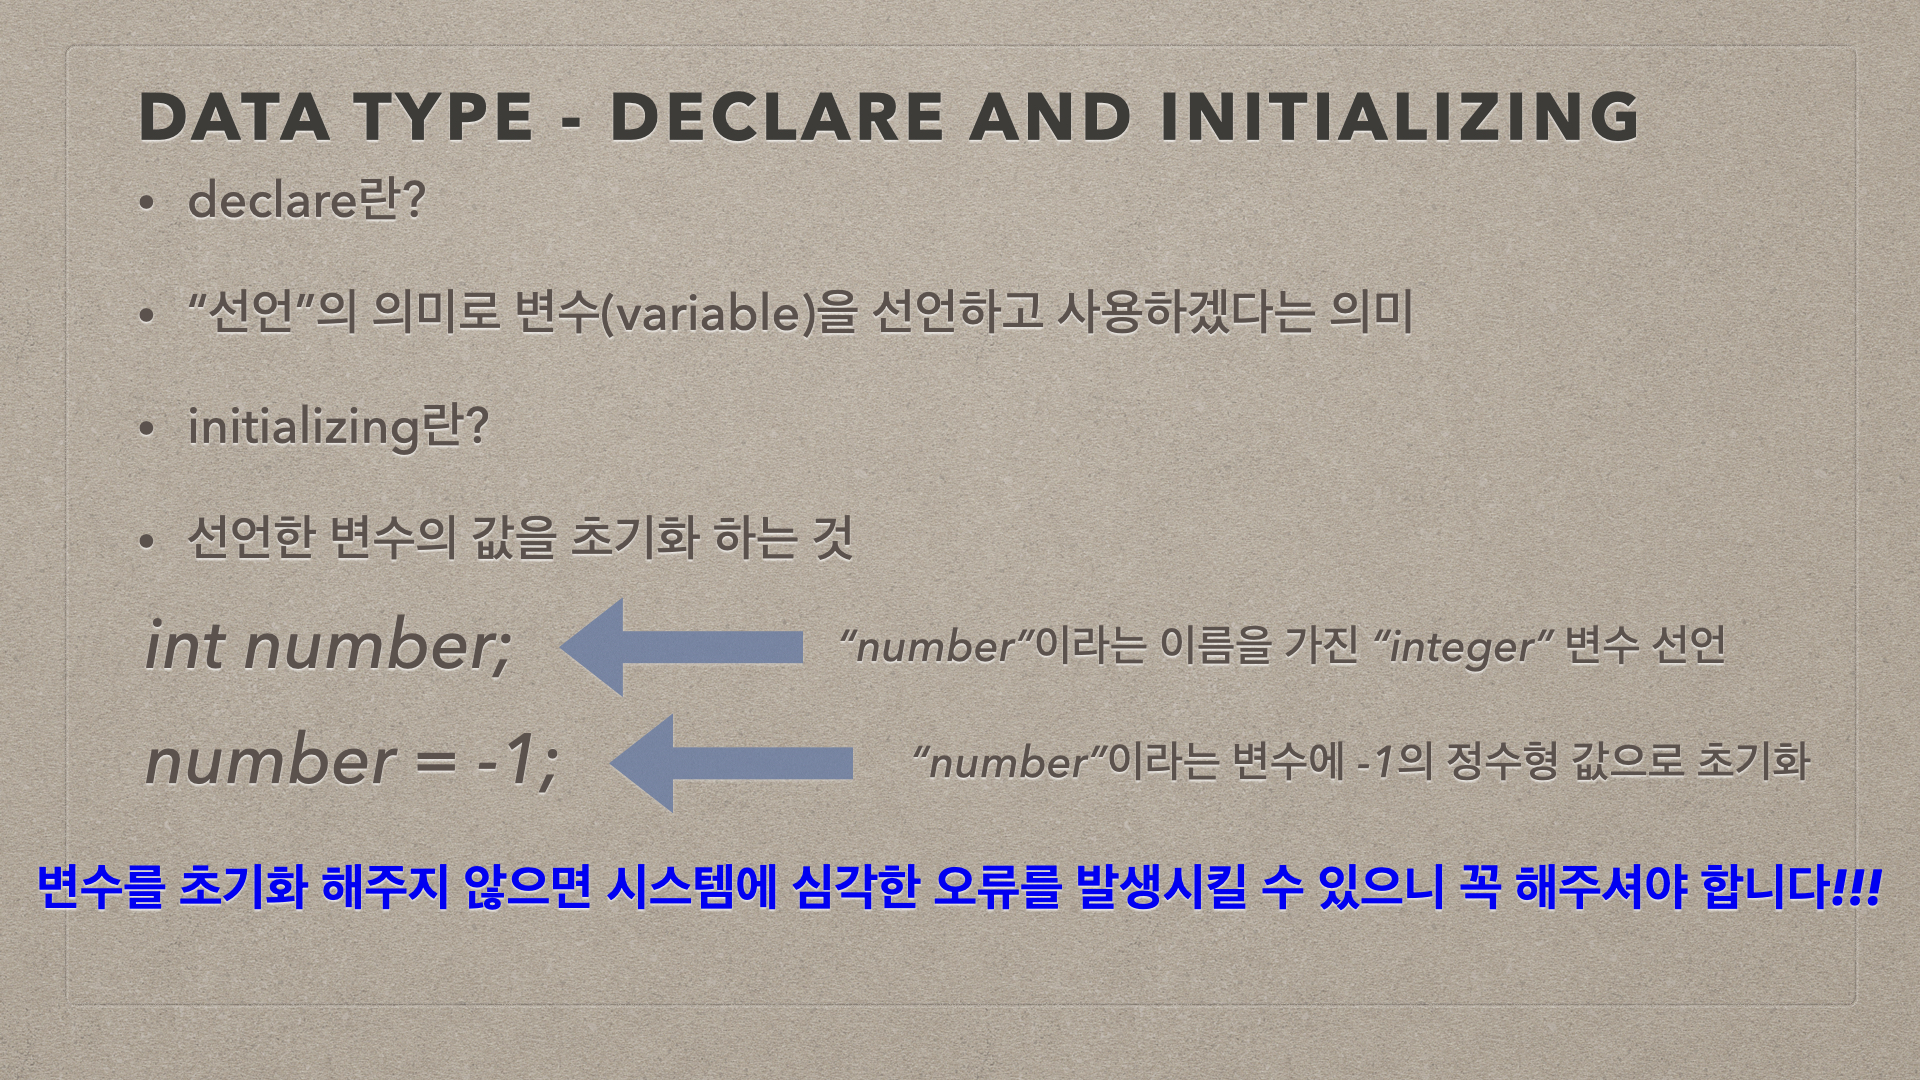 DATA TYPE - DECLARE AND INITIALIZING
• declare란?
• “선언”의 의미로 변수(variable)을 선언하고 사용하겠다는 의미
• initializing란?
• 선언한 변수의 값을 초기화 하는 것
int number; “number”이라는 이름을 가진 “integer” 변수 선언
number = -1; “number”이라는 변수에 -1의 정수형 값으로 초기화
변수를 초기화 해주지 않으면 시스템에 심각한 오류를 발생시킬 수 있으니 꼭 해주셔야 합니다!!!